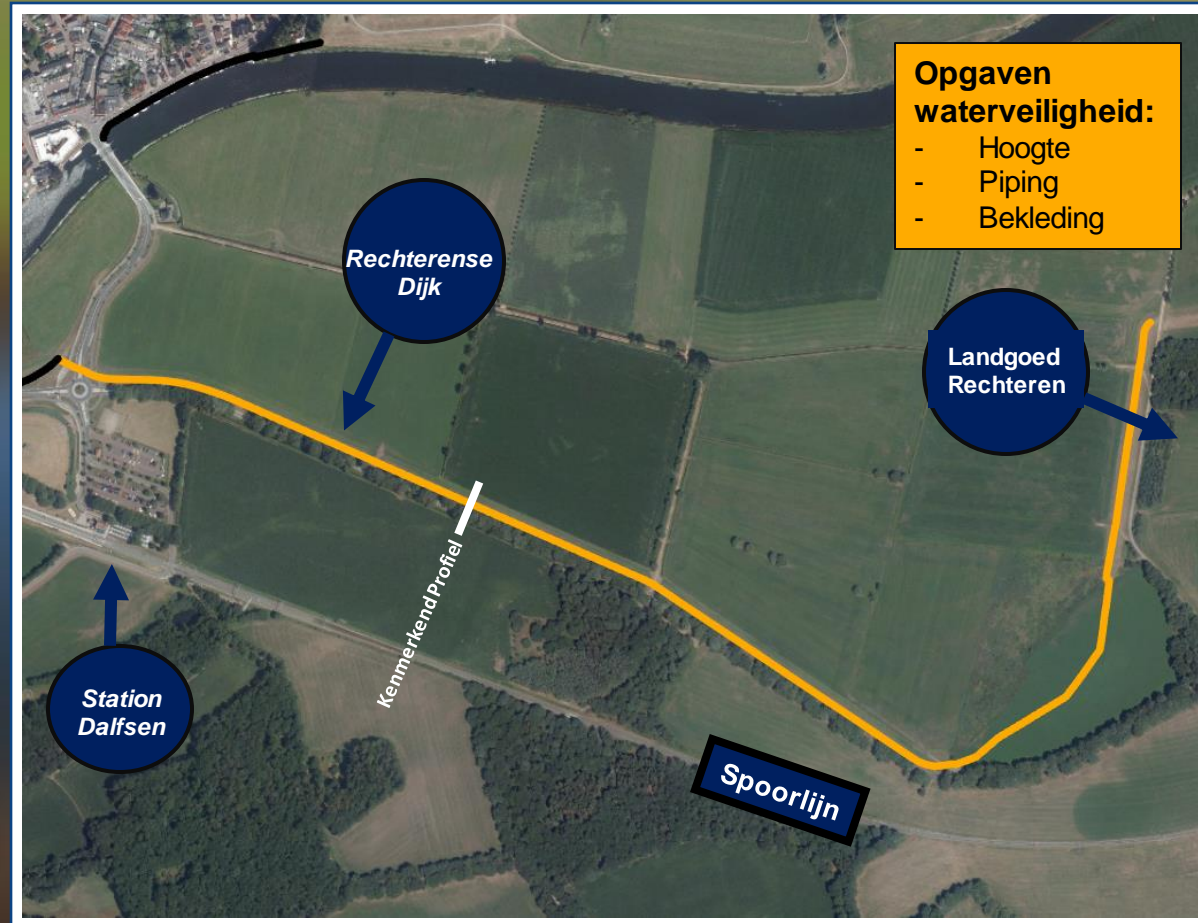 Opgaven
waterveiligheid:
- Hoogte
- Piping
- Bekleding
Rechterense
Dijk
Landgoed
Rechteren
Kenmerkend Profiel
Station
Dalfsen
Spoorlijn